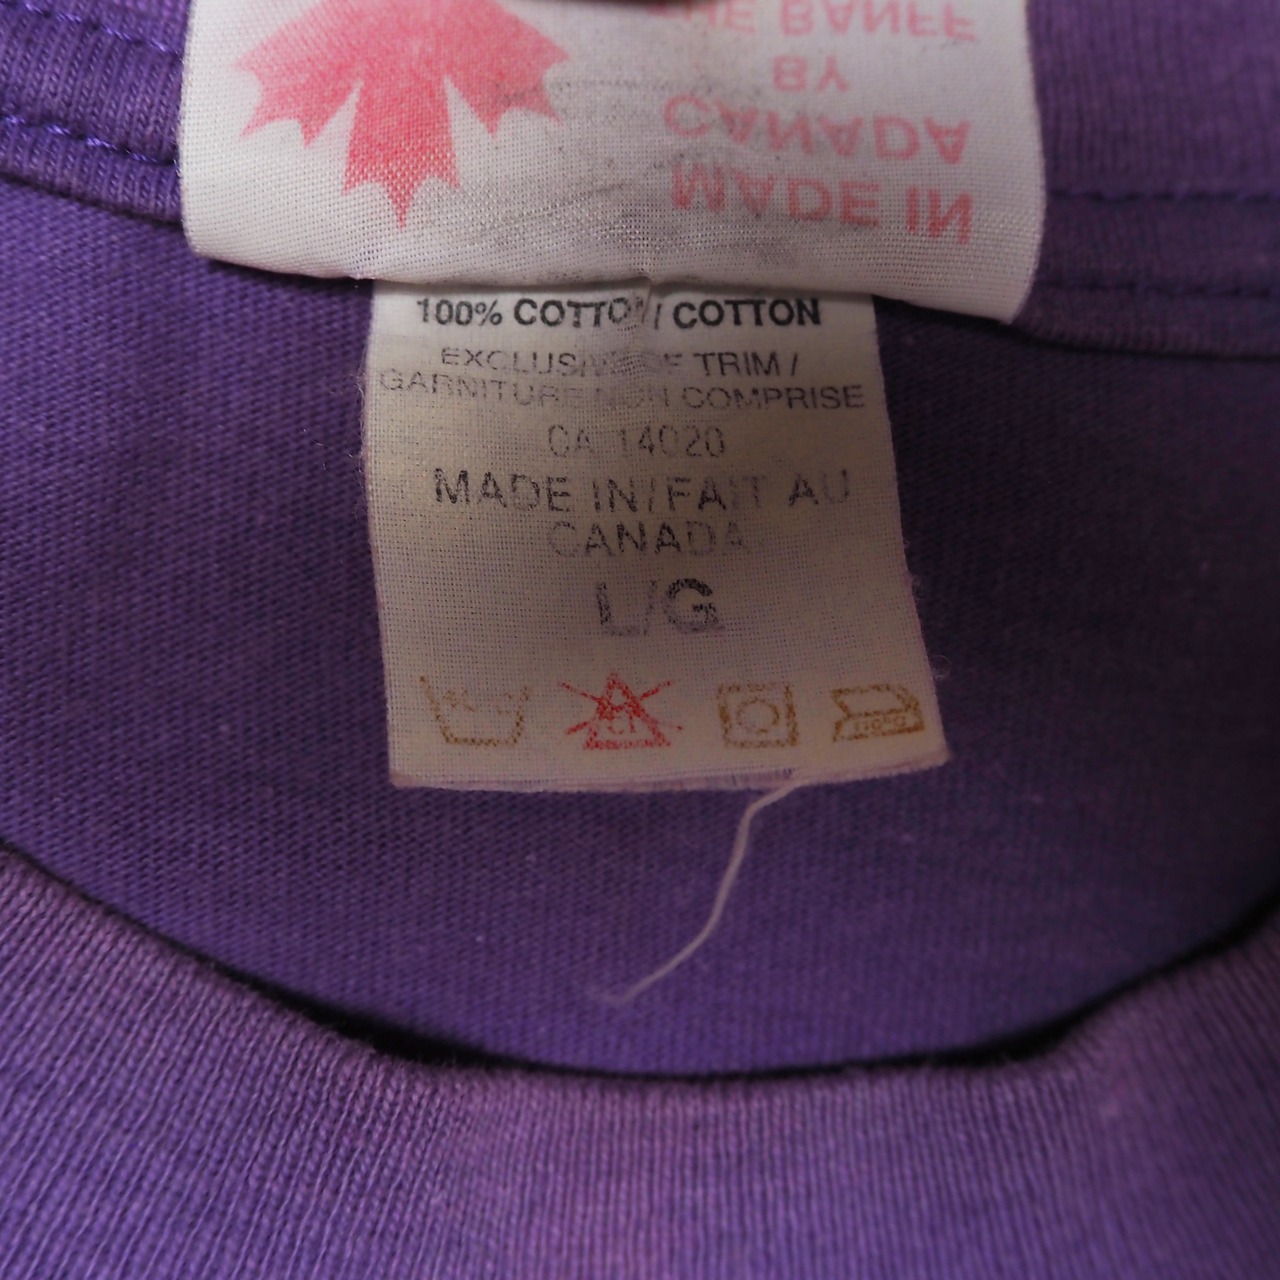 THE BANFF
BY
CANADA
MADE IN
100% COTTON / COTTON
EXCLUSIVE OF TRIM /
GARNITURE NON COMPRISE
CA 14020
MADE IN/FAIT AU
CANADA
L/G
Cl